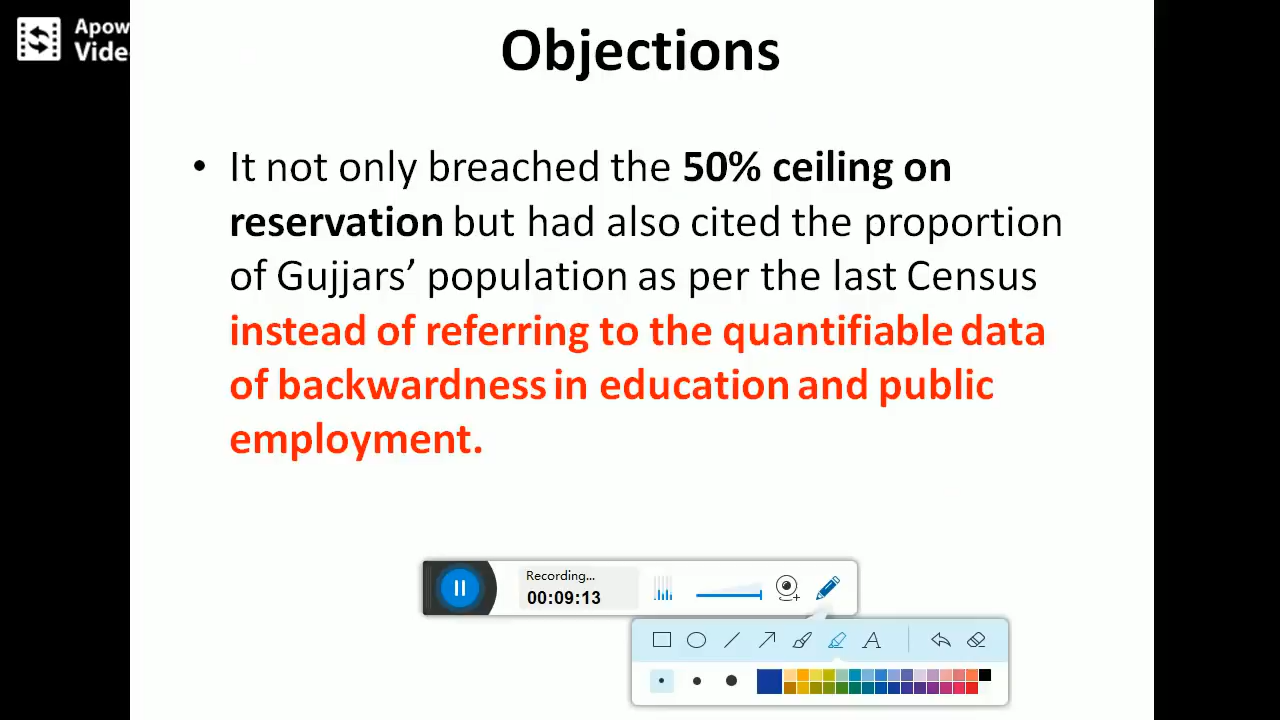 Apow
Vide
Objections
• It not only breached the 50% ceiling on
reservation but had also cited the proportion
of Gujjars’ population as per the last Census
instead of referring to the quantifiable data
of backwardness in education and public
employment.
Recording...
00:09:13
A